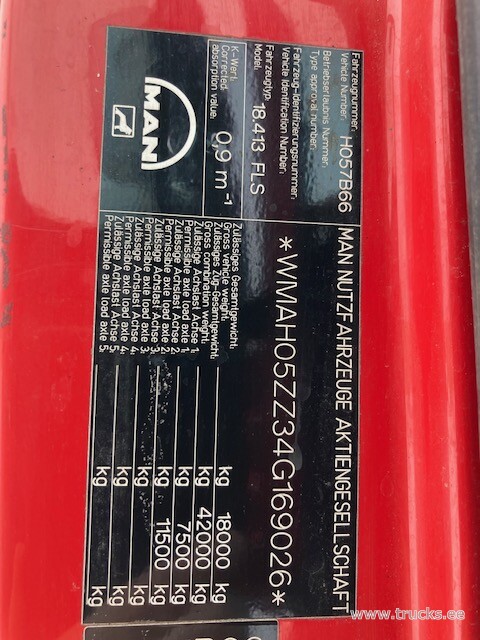 MAN NUTZFAHRZEUGE AKTIENGESELLSCHAFT
Fahrzeugnummer:
Vehicle Number: H057B66
Betriebserlaubnis Nummer:
Type approval number:
Fahrzeug-Identifizierungsnummer:
Vehicle Identification Number: *WMAH05ZZ34G169026*
Fahrzeugtyp:
Model: 18.413 FLS
K-Wert:
Corrected
absorption value: 0,9 m⁻¹
MAN
Zulässiges Gesamtgewicht:
Gross vehicle weight: kg 18000 kg
Zulässiges Zug-Gesamtgewicht:
Gross combination weight: kg 42000 kg
Zulässige Achslast Achse 1:
Permissible axle load axle 1: kg 7500 kg
Zulässige Achslast Achse 2:
Permissible axle load axle 2: kg 11500 kg
Zulässige Achslast Achse 3:
Permissible axle load axle 3: kg kg
Zulässige Achslast Achse 4:
Permissible axle load axle 4: kg kg
Zulässige Achslast Achse 5:
Permissible axle load axle 5: kg kg
www.trucks.ee